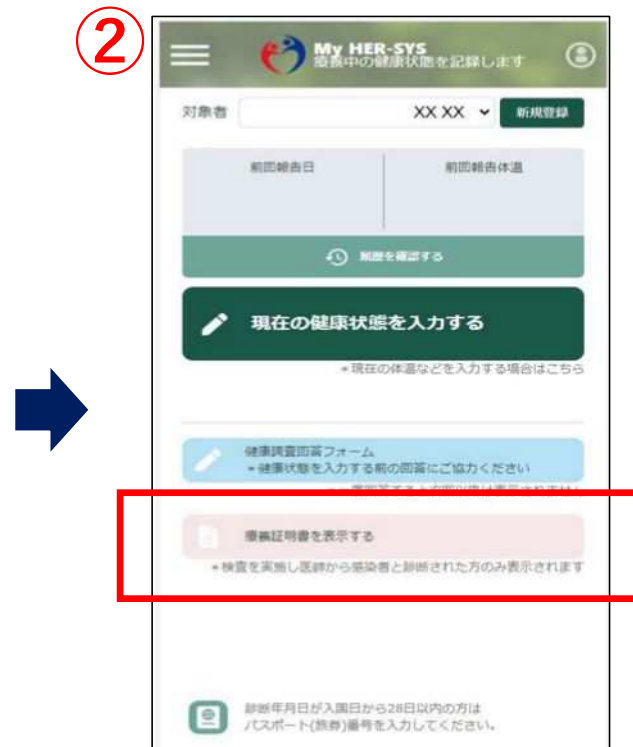 ②
My HER-SYS
療養中の健康状態を記録します
対象者 XX XX 新規登録
前回報告日 前回報告体温
履歴を確認する
現在の健康状態を入力する
*現在の体温などを入力する場合はこちら
健康調査回答フォーム
*健康状態を入力する前の回答にご協力ください
療養証明書を表示する
*検査を実施し医師から感染者と診断された方のみ表示されます
診断年月日が入国日から28日以内の方は
パスポート(旅券)番号を入力してください。